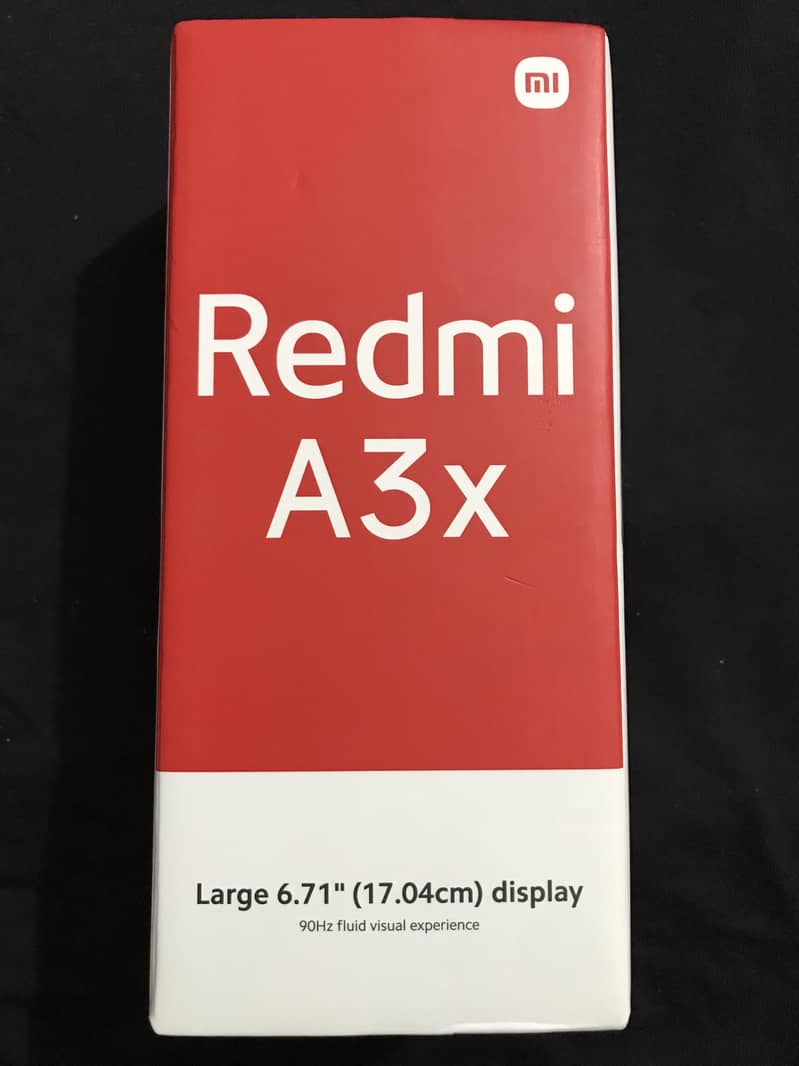 mi
Redmi
A3x
Large 6.71" (17.04cm) display
90Hz fluid visual experience